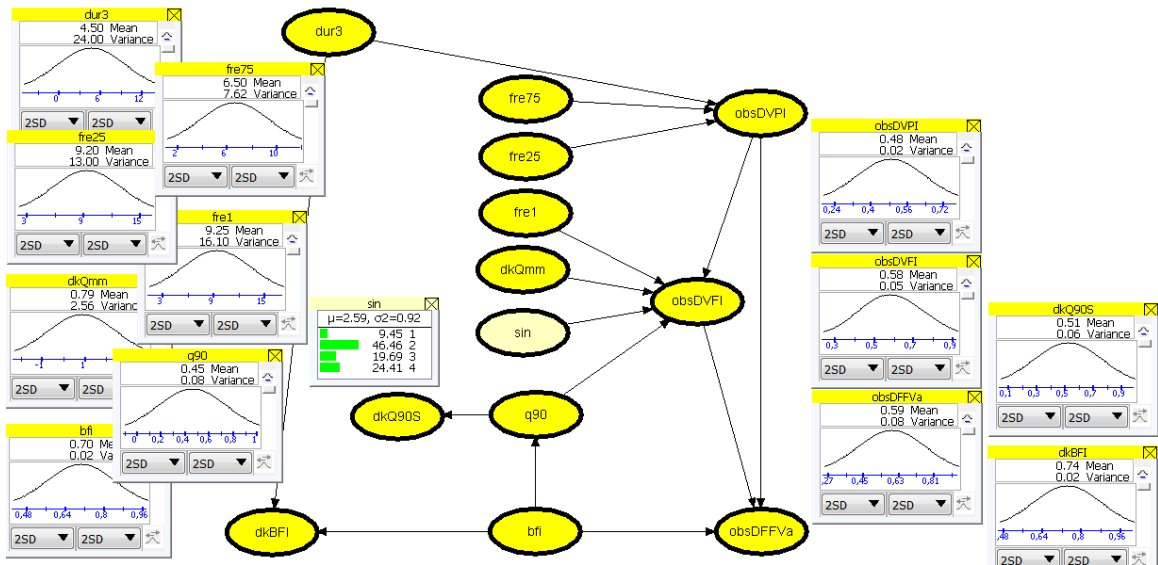 dur3
4.50 Mean
24.00 Variance
0 6 12
2SD 2SD
fre75
6.50 Mean
7.62 Variance
2 6 10
2SD 2SD
fre25
9.20 Mean
13.00 Variance
3 9 15
2SD 2SD
fre1
9.25 Mean
16.10 Variance
3 9 15
2SD 2SD
dkQmm
0.79 Mean
2.56 Variance
-1 1
2SD 2SD
q90
0.45 Mean
0.08 Variance
0 0,2 0,4 0,6 0,8 1
2SD 2SD
bfi
0.70 Me
0.02 Va
0,48 0,64 0,8 0,96
2SD 2SD
sin
μ=2.59, σ2=0.92
9.45 1
46.46 2
19.69 3
24.41 4
dur3
fre75
fre25
fre1
dkQmm
sin
q90
dkQ90S
bfi
dkBFI
obsDVPI
obsDVFI
obsDFFVa
obsDVPI
0.48 Mean
0.02 Variance
0,24 0,4 0,56 0,72
2SD 2SD
obsDVFI
0.58 Mean
0.05 Variance
0,3 0,5 0,7 0,9
2SD 2SD
obsDFFVa
0.59 Mean
0.08 Variance
,27 0,45 0,63 0,81
2SD 2SD
dkQ90S
0.51 Mean
0.06 Variance
0,1 0,3 0,5 0,7 0,9
2SD 2SD
dkBFI
0.74 Mean
0.02 Variance
,48 0,64 0,8 0,96
2SD 2SD